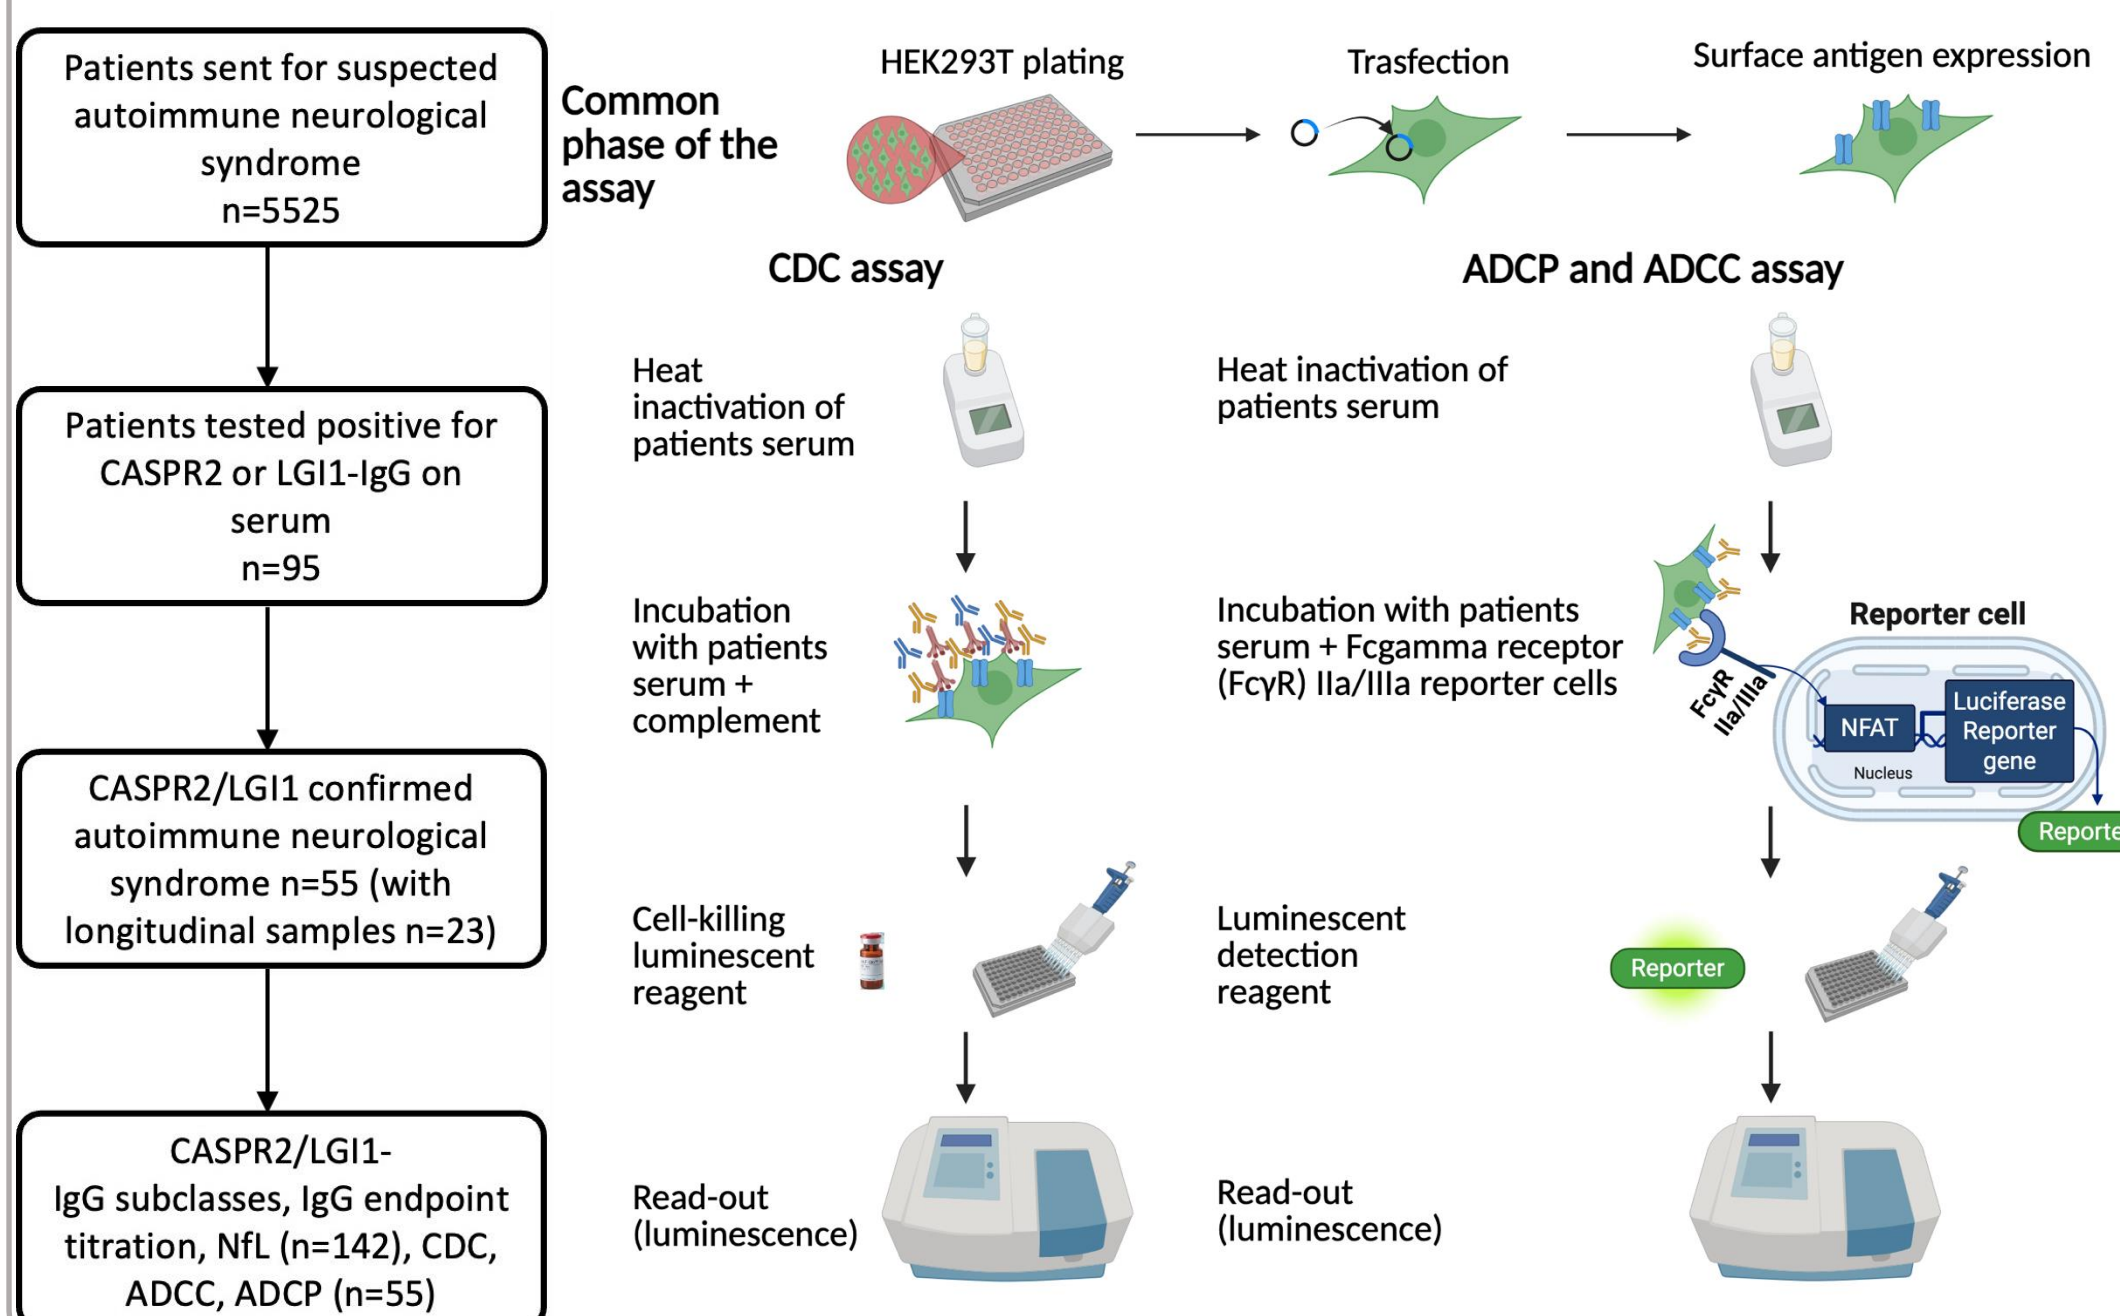 Patients sent for suspected
autoimmune neurological
syndrome
n=5525
Patients tested positive for
CASPR2 or LGI1-IgG on
serum
n=95
CASPR2/LGI1 confirmed
autoimmune neurological
syndrome n=55 (with
longitudinal samples n=23)
CASPR2/LGI1-
IgG subclasses, IgG endpoint
titration, NfL (n=142), CDC,
ADCC, ADCP (n=55)
Common
phase of the
assay
HEK293T plating
Trasfection
Surface antigen expression
CDC assay
Heat
inactivation of
patients serum
Incubation
with patients
serum +
complement
Cell-killing
luminescent
reagent
Read-out
(luminescence)
ADCP and ADCC assay
Heat inactivation of
patients serum
Incubation with patients
serum + Fcgamma receptor
(FcγR) IIa/IIIa reporter cells
Reporter cell
FcγR
IIa/IIIa
NFAT
Luciferase
Reporter
gene
Nucleus
Reporte
Luminescent
detection
reagent
Reporter
Read-out
(luminescence)